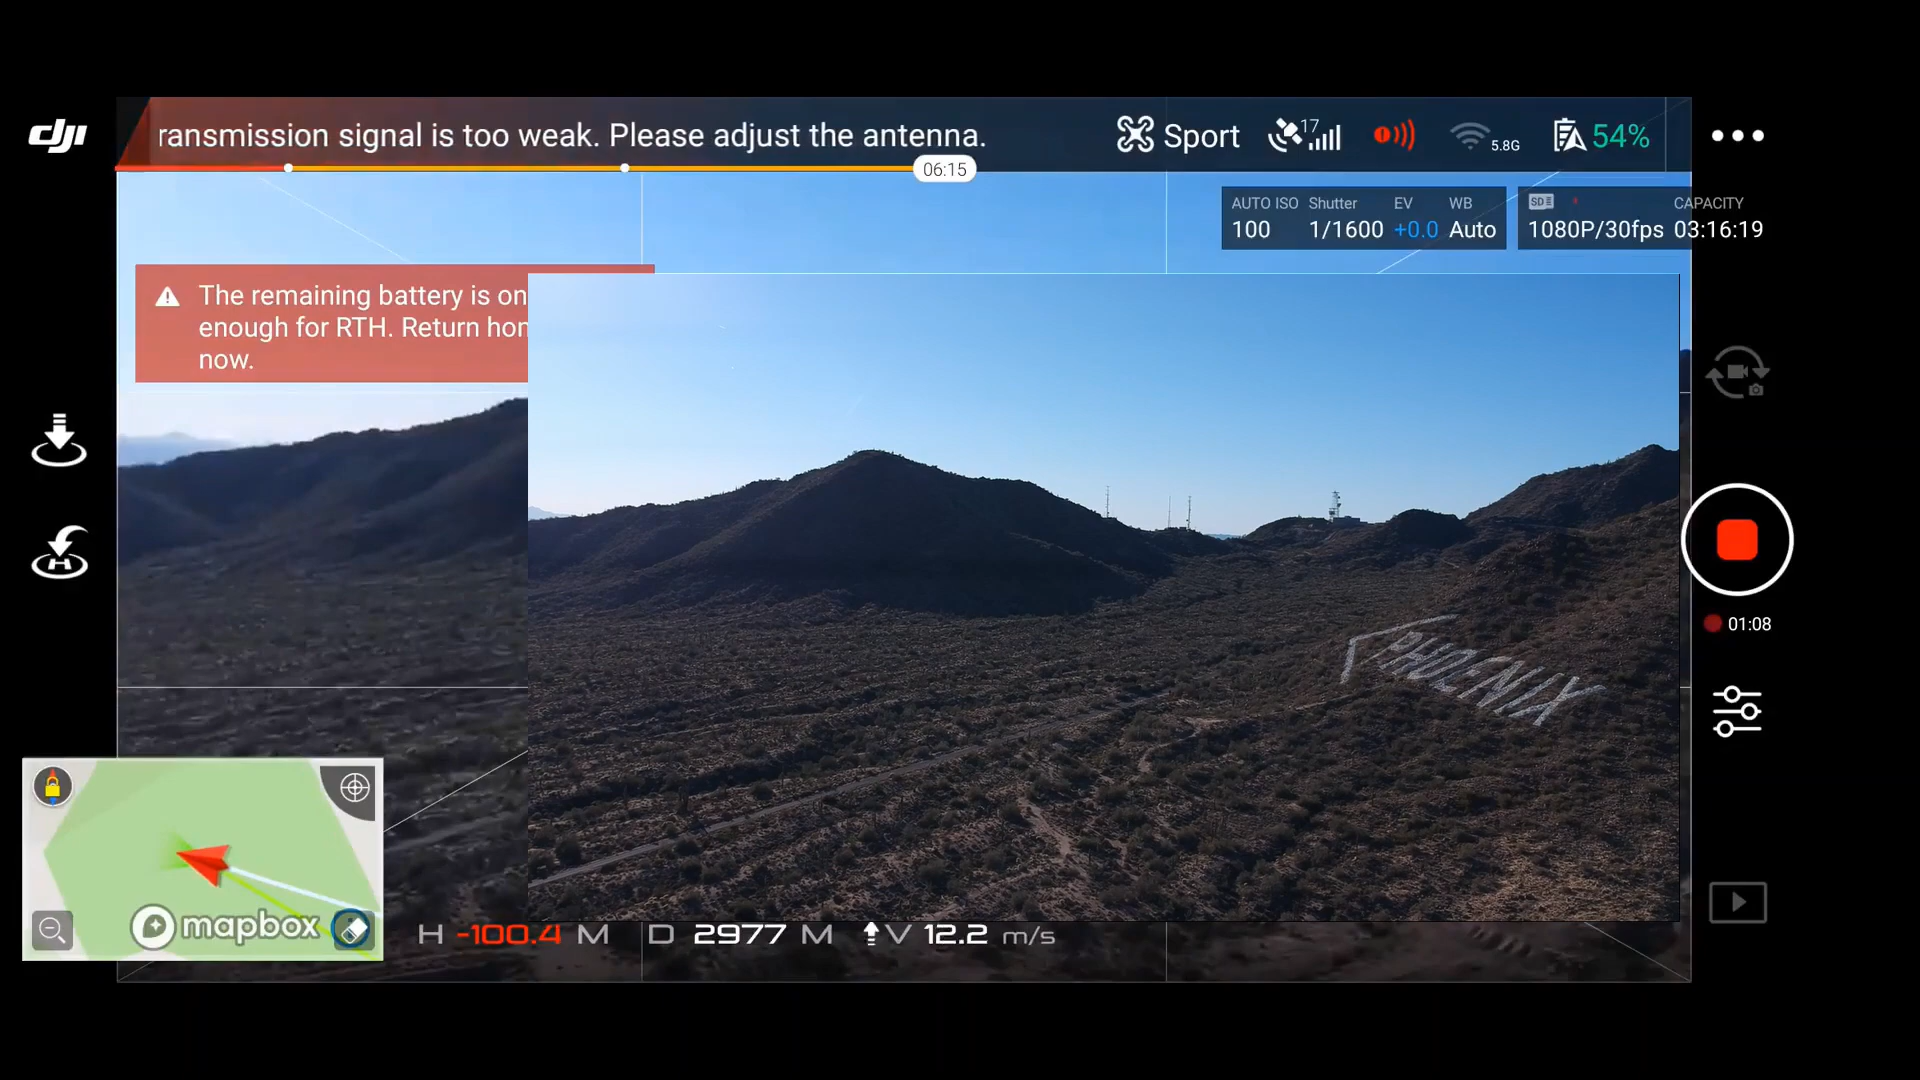 dji
ransmission signal is too weak. Please adjust the antenna.
Sport
17
5.8G
54%
06:15
AUTO ISO Shutter EV WB
100 1/1600 +0.0 Auto
SD CAPACITY
1080P/30fps 03:16:19
The remaining battery is on
enough for RTH. Return hon
now.
PHOENIX
01:08
H
mapbox
H -100.4 M D 2977 M V 12.2 m/s